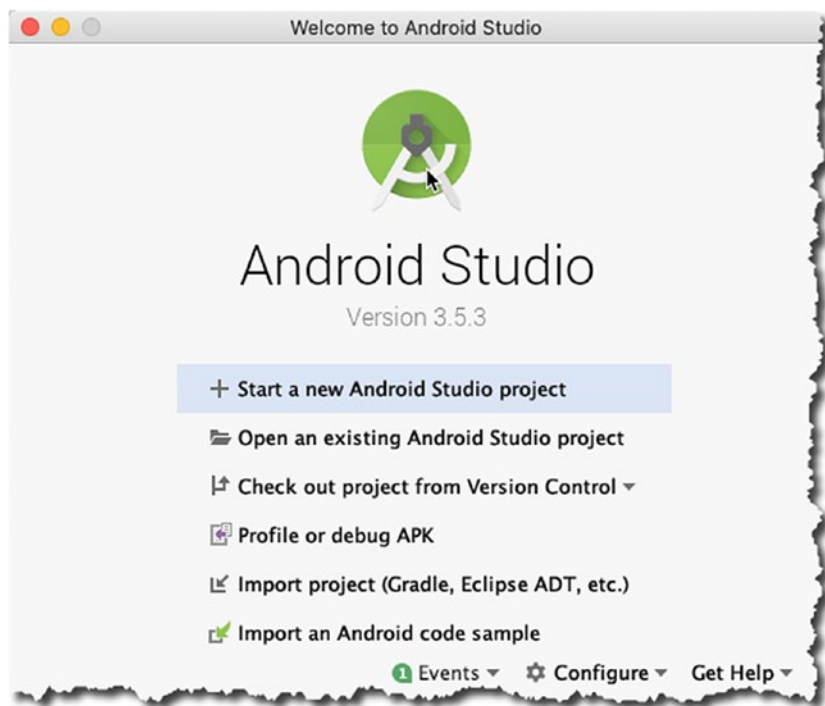 Welcome to Android Studio
Android Studio
Version 3.5.3
Start a new Android Studio project
Open an existing Android Studio project
Check out project from Version Control
Profile or debug APK
Import project (Gradle, Eclipse ADT, etc.)
Import an Android code sample
1 Events Configure Get Help